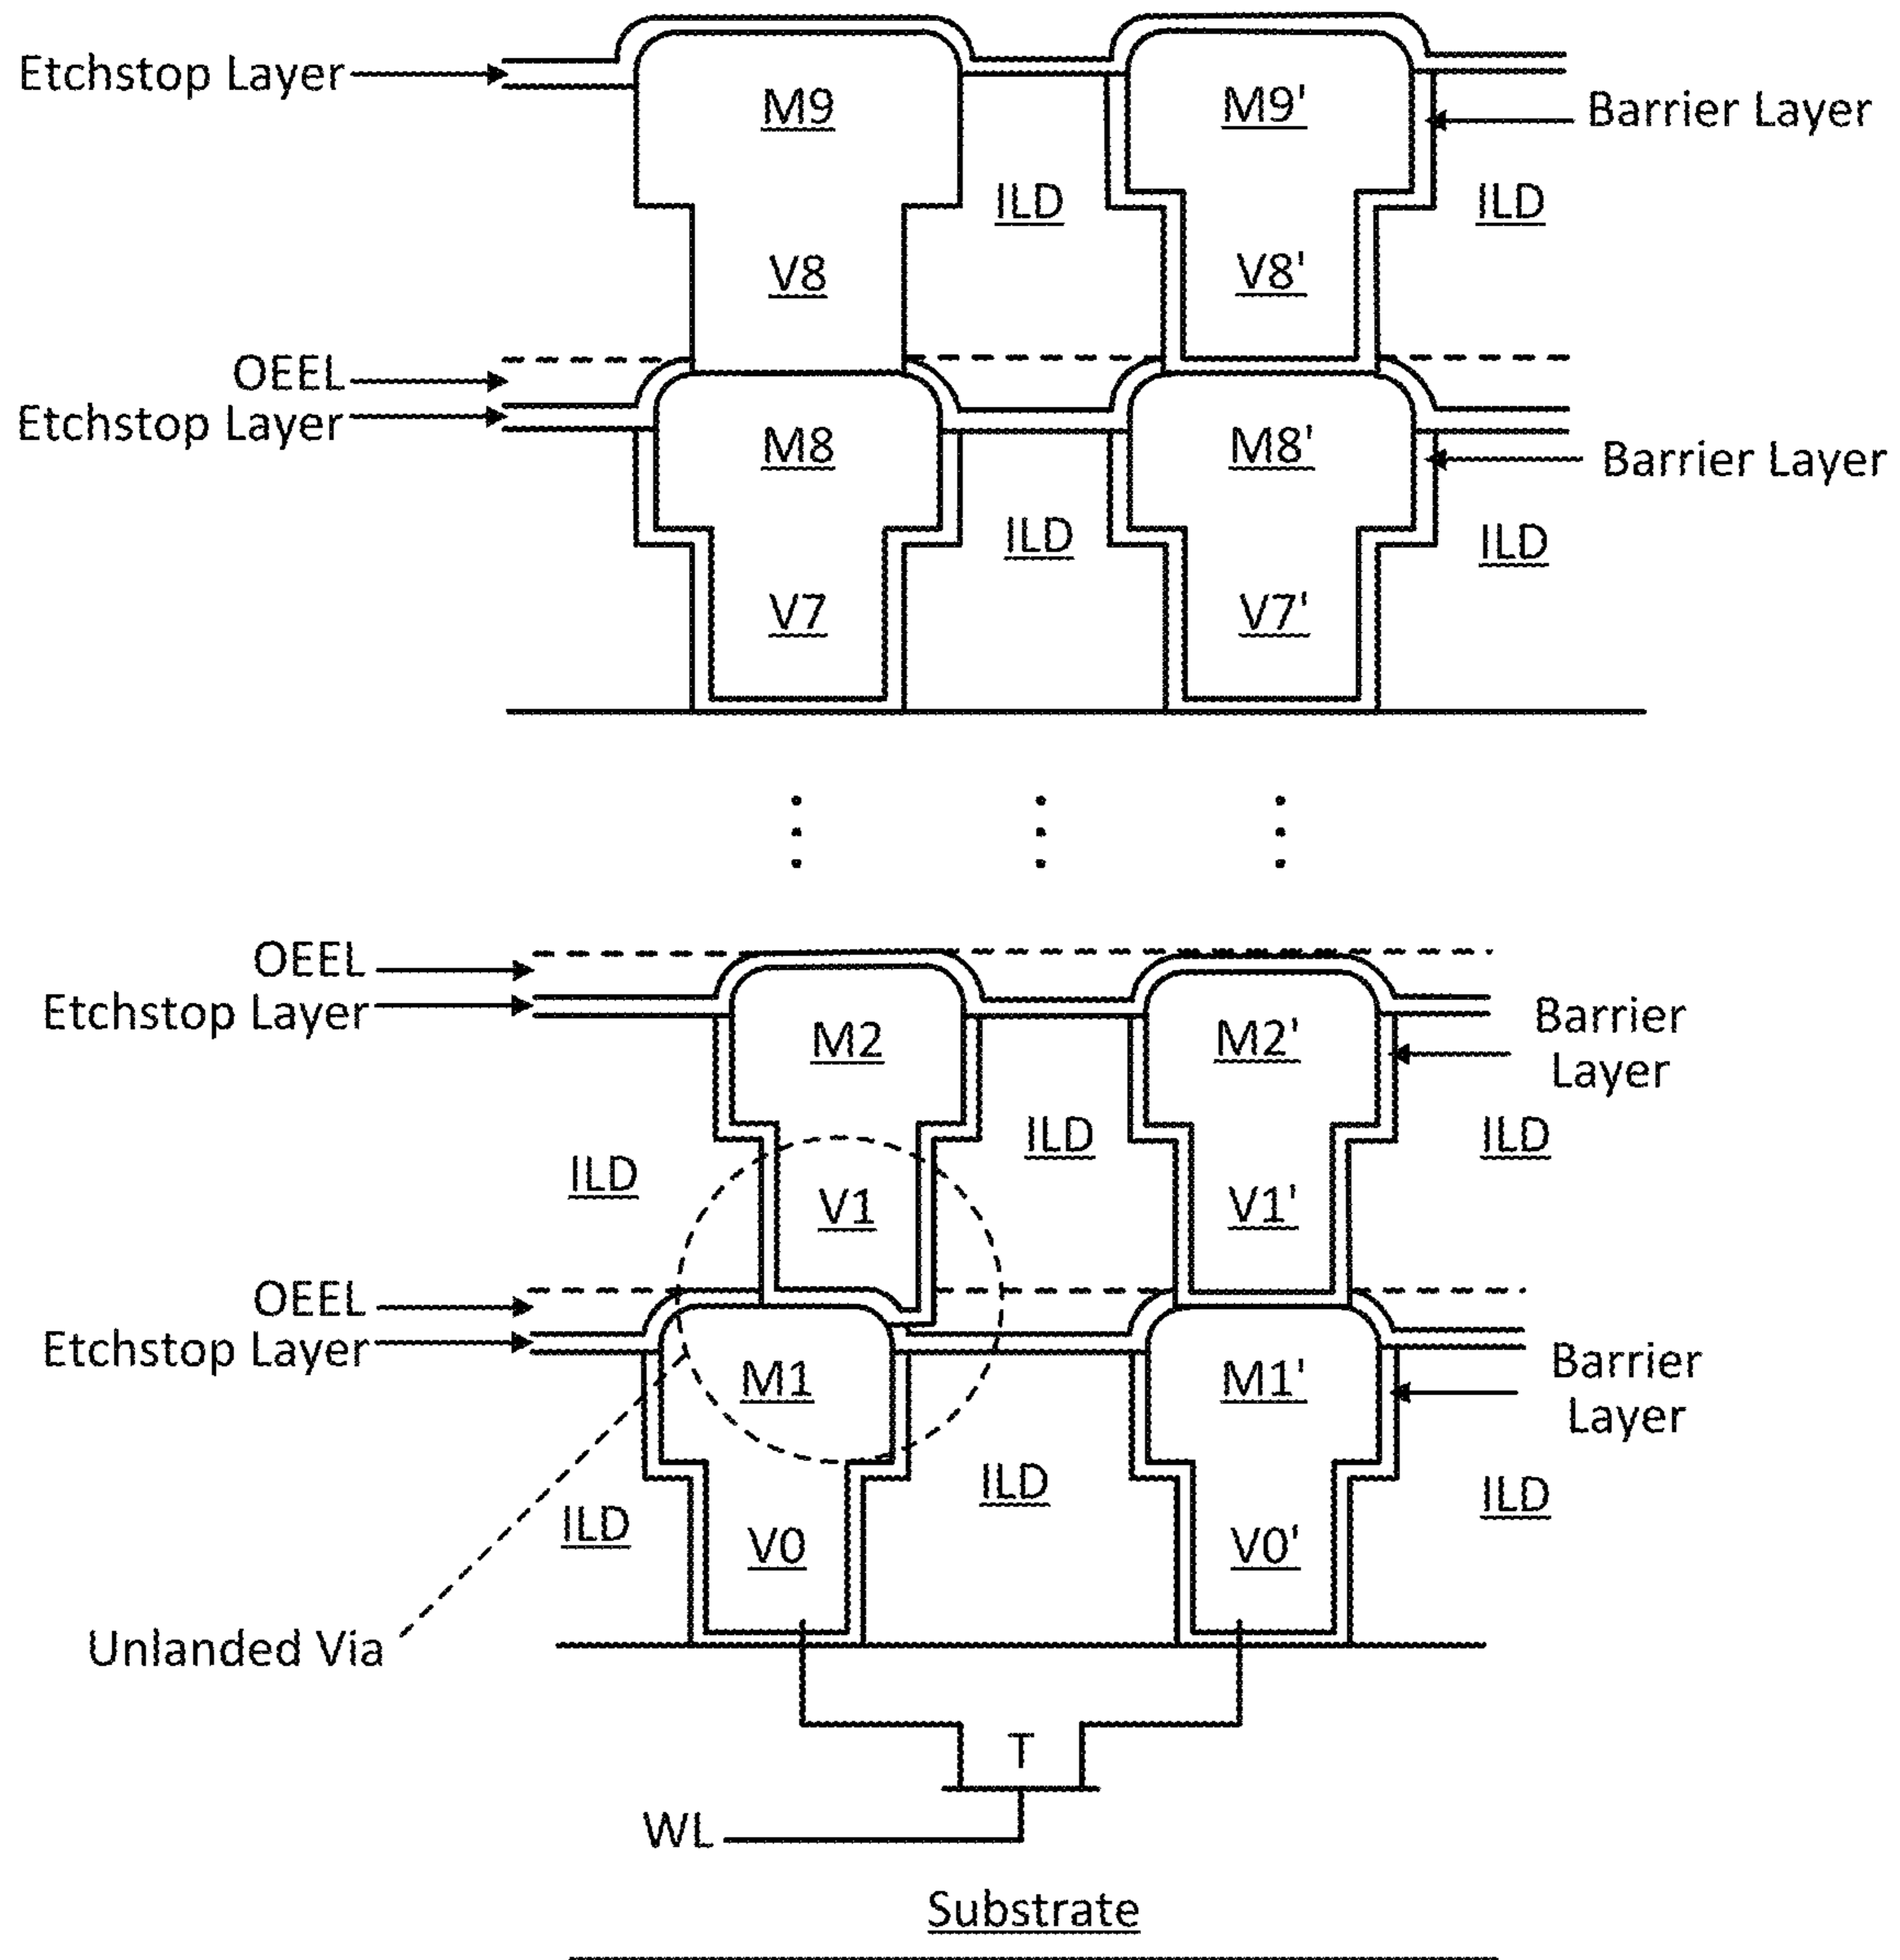 Etchstop Layer
M9
M9'
Barrier Layer
ILD
ILD
V8
V8'
OEEL
Etchstop Layer
M8
M8'
Barrier Layer
ILD
ILD
V7
V7'
OEEL
Etchstop Layer
M2
M2'
Barrier
Layer
ILD
ILD
ILD
V1
V1'
OEEL
Etchstop Layer
M1
M1'
Barrier
Layer
ILD
ILD
ILD
V0
V0'
Unlanded Via
T
WL
Substrate